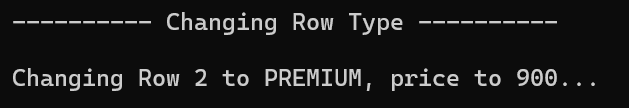 ---------- Changing Row Type ----------
Changing Row 2 to PREMIUM, price to 900...